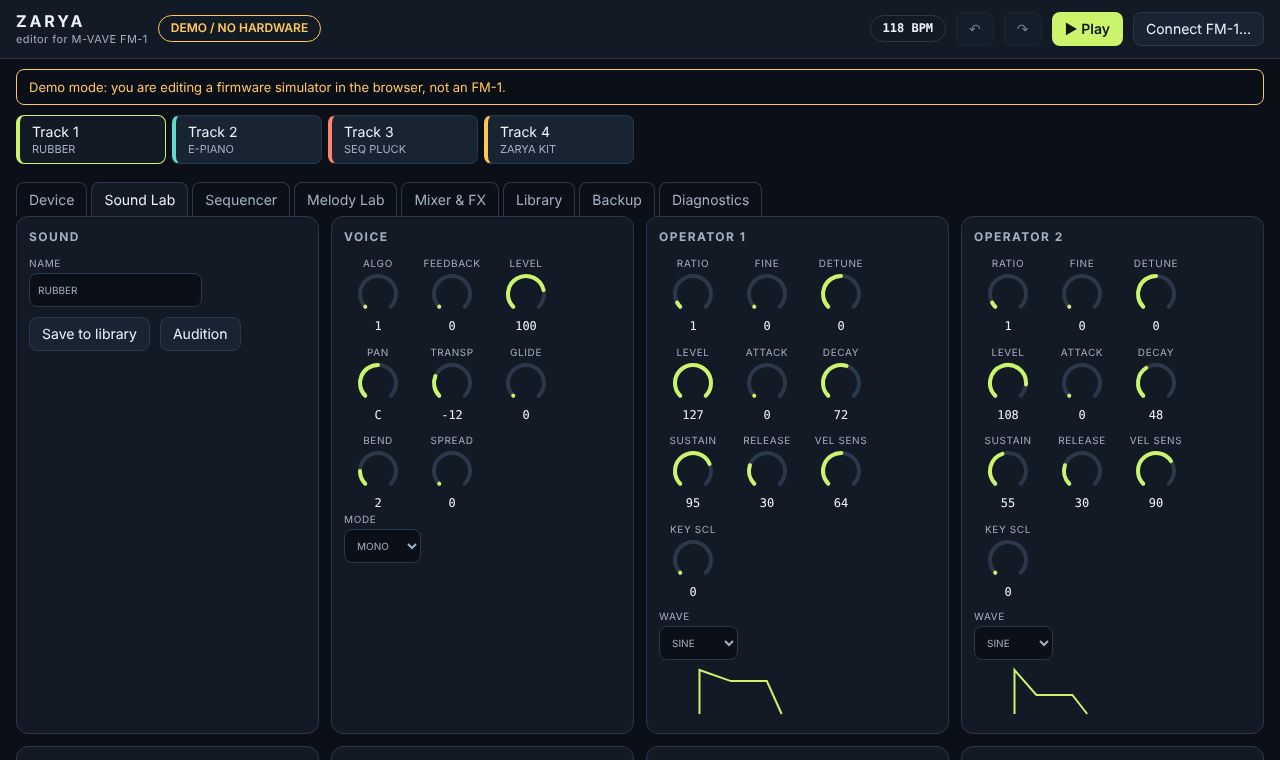 ZARYA
editor for M-VAVE FM-1
DEMO / NO HARDWARE
118 BPM
↶
↷
▶ Play
Connect FM-1…
Demo mode: you are editing a firmware simulator in the browser, not an FM-1.
Track 1
RUBBER
Track 2
E-PIANO
Track 3
SEQ PLUCK
Track 4
ZARYA KIT
Device
Sound Lab
Sequencer
Melody Lab
Mixer & FX
Library
Backup
Diagnostics
SOUND
NAME
RUBBER
Save to library
Audition
VOICE
ALGO FEEDBACK LEVEL
1 0 100
PAN TRANSP GLIDE
C -12 0
BEND SPREAD
2 0
MODE
MONO
OPERATOR 1
RATIO FINE DETUNE
1 0 0
LEVEL ATTACK DECAY
127 0 72
SUSTAIN RELEASE VEL SENS
95 30 64
KEY SCL
0
WAVE
SINE
OPERATOR 2
RATIO FINE DETUNE
1 0 0
LEVEL ATTACK DECAY
108 0 48
SUSTAIN RELEASE VEL SENS
55 30 90
KEY SCL
0
WAVE
SINE